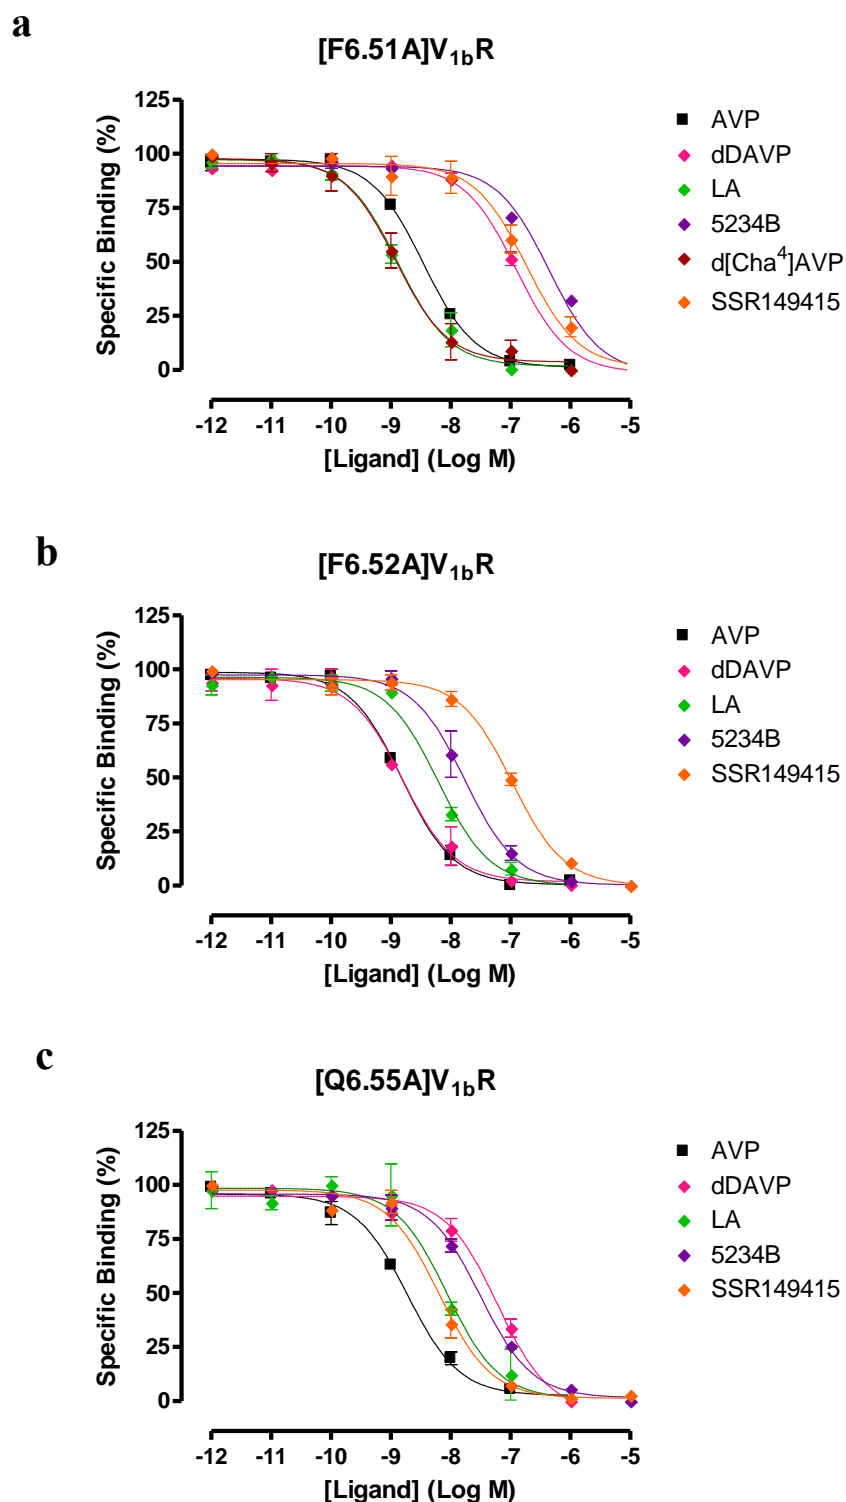 a
[F6.51A]V1bR
Specific Binding (%)
125
100
75
50
25
0
-12 -11 -10 -9 -8 -7 -6 -5
[Ligand] (Log M)
AVP
dDAVP
LA
5234B
d[Cha⁴]AVP
SSR149415
b
[F6.52A]V1bR
Specific Binding (%)
125
100
75
50
25
0
-12 -11 -10 -9 -8 -7 -6 -5
[Ligand] (Log M)
AVP
dDAVP
LA
5234B
SSR149415
c
[Q6.55A]V1bR
Specific Binding (%)
125
100
75
50
25
0
-12 -11 -10 -9 -8 -7 -6 -5
[Ligand] (Log M)
AVP
dDAVP
LA
5234B
SSR149415